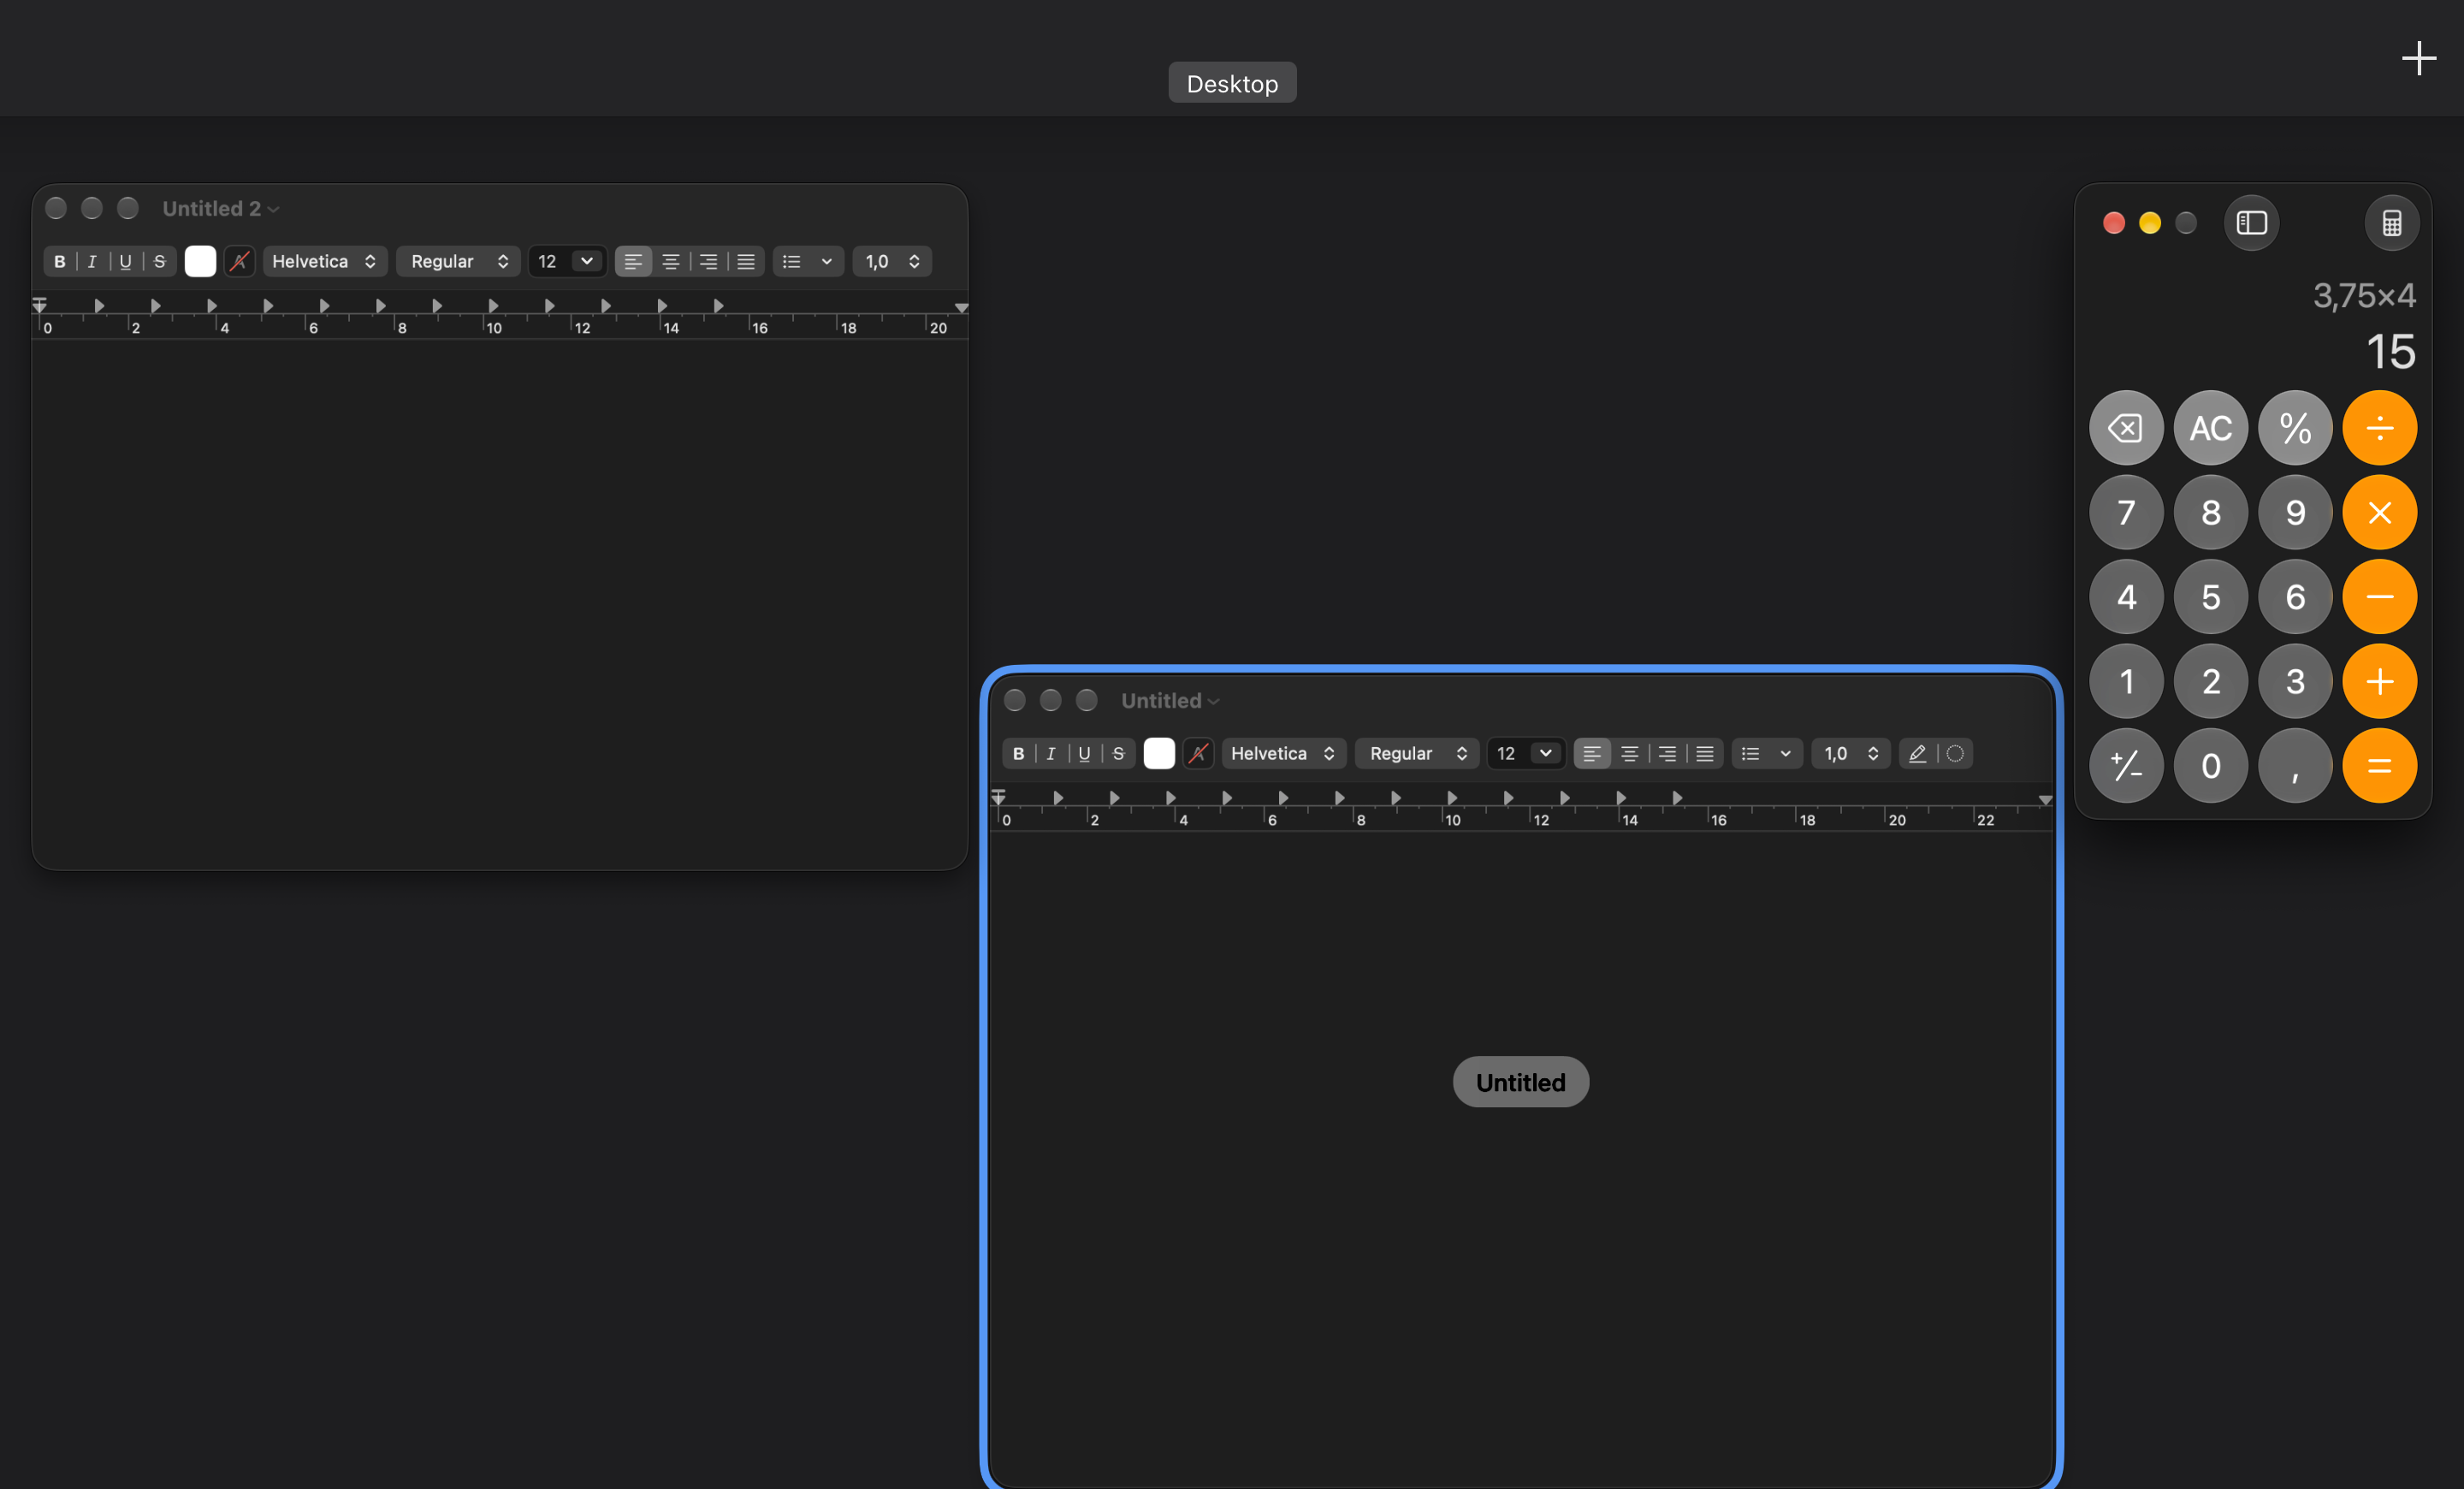 Desktop
Untitled 2
B I U S Helvetica Regular 12 1,0
0 2 4 6 8 10 12 14 16 18 20
3,75×4
15
AC % ÷
7 8 9 ×
4 5 6 −
1 2 3 +
+/− 0 , =
Untitled
B I U S Helvetica Regular 12 1,0
0 2 4 6 8 10 12 14 16 18 20 22
Untitled